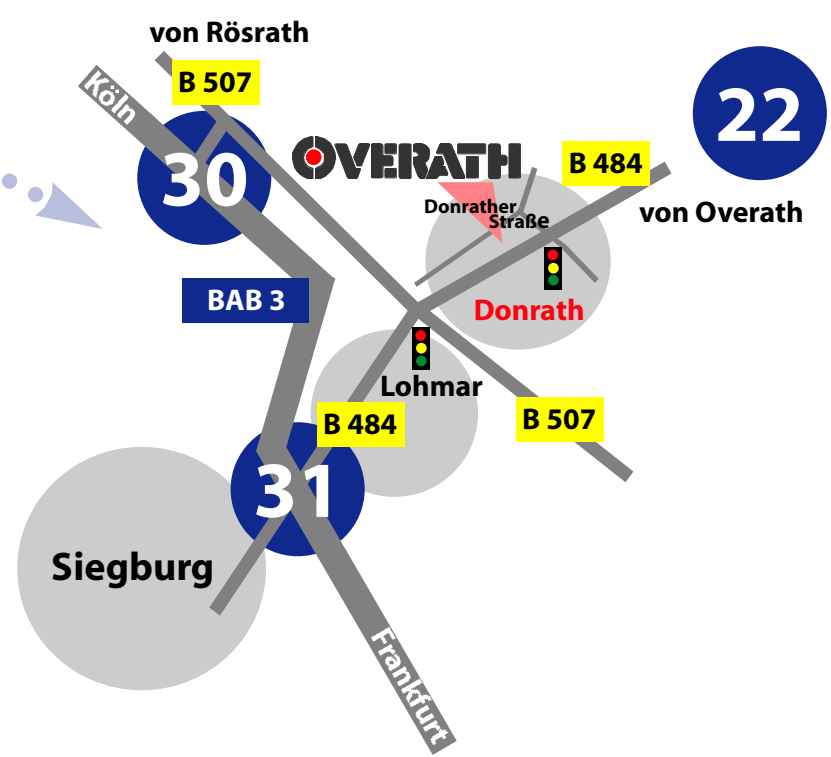 von Rösrath
B 507
Köln
22
30
OVERATH
B 484
Donrather
Straße
von Overath
BAB 3
Donrath
Lohmar
B 484
B 507
31
Siegburg
Frankfurt